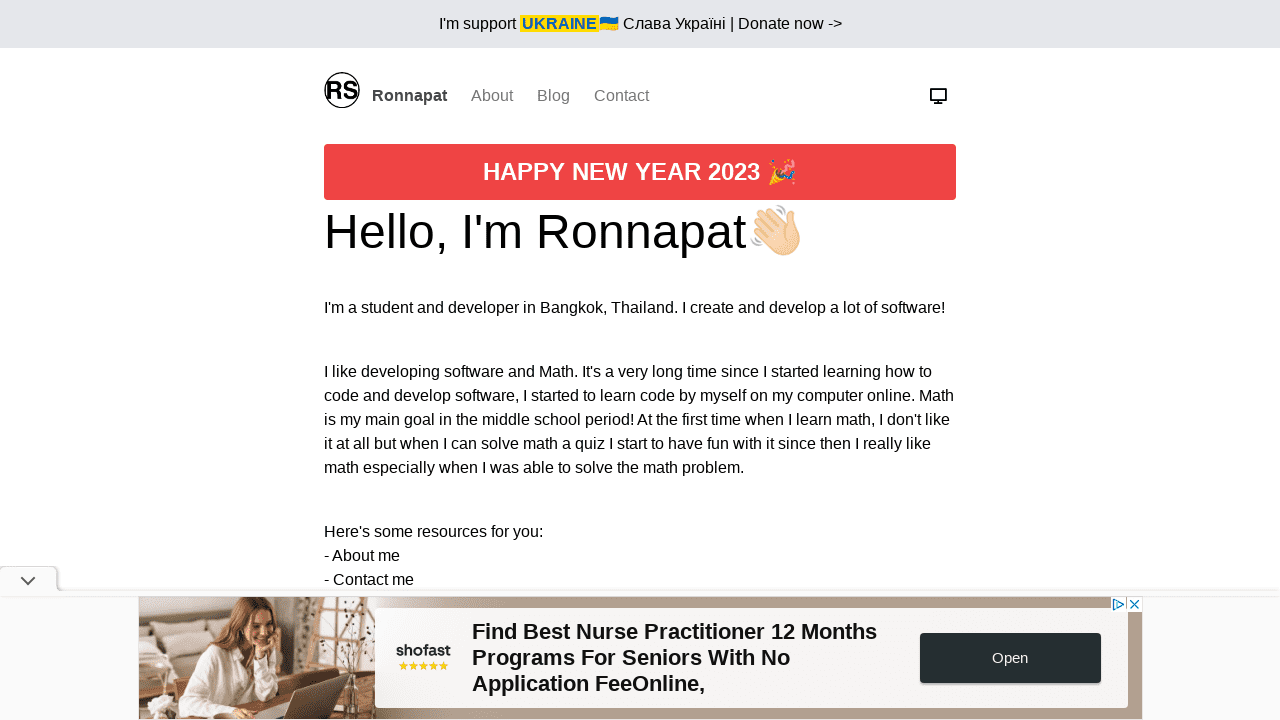 I'm support UKRAINE🇺🇦 Слава Україні | Donate now ->
RS Ronnapat About Blog Contact
HAPPY NEW YEAR 2023 🎉
Hello, I'm Ronnapat👋🏻
I'm a student and developer in Bangkok, Thailand. I create and develop a lot of software!
I like developing software and Math. It's a very long time since I started learning how to
code and develop software, I started to learn code by myself on my computer online. Math
is my main goal in the middle school period! At the first time when I learn math, I don't like
it at all but when I can solve math a quiz I start to have fun with it since then I really like
math especially when I was able to solve the math problem.
Here's some resources for you:
- About me
- Contact me
shofast
Find Best Nurse Practitioner 12 Months
Programs For Seniors With No
Application FeeOnline,
Open